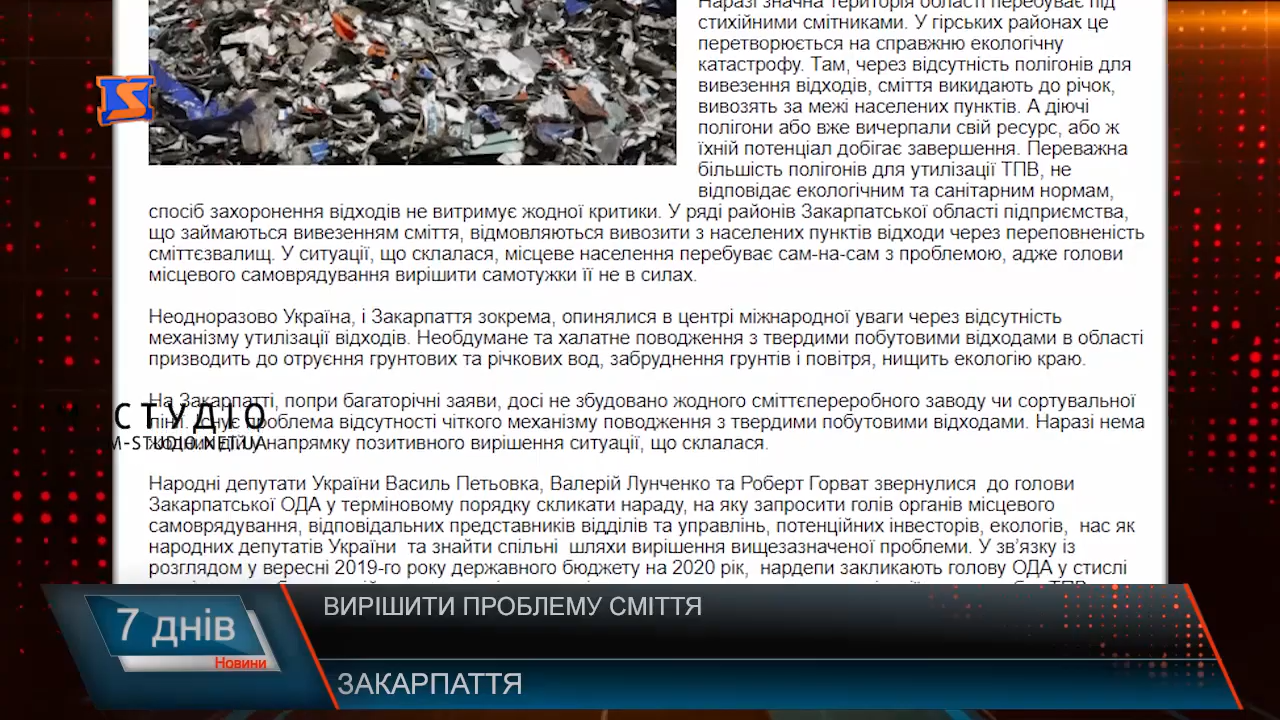 Наразі значна територія області перебуває під
стихійними смітниками. У гірських районах це
перетворюється на справжню екологічну
катастрофу. Там, через відсутність полігонів для
вивезення відходів, сміття викидають до річок,
вивозять за межі населених пунктів. А діючі
полігони або вже вичерпали свій ресурс, або ж
їхній потенціал добігає завершення. Переважна
більшість полігонів для утилізації ТПВ, не
відповідає екологічним та санітарним нормам,
спосіб захоронення відходів не витримує жодної критики. У ряді районів Закарпатської області підприємства,
що займаються вивезенням сміття, відмовляються вивозити з населених пунктів відходи через переповненість
сміттєзвалищ. У ситуації, що склалася, місцеве населення перебуває сам-на-сам з проблемою, адже голови
місцевого самоврядування вирішити самотужки її не в силах.
Неодноразово Україна, і Закарпаття зокрема, опинялися в центрі міжнародної уваги через відсутність
механізму утилізації відходів. Необдумане та халатне поводження з твердими побутовими відходами в області
призводить до отруєння грунтових та річкових вод, забруднення грунтів і повітря, нищить екологію краю.
На Закарпатті, попри багаторічні заяви, досі не збудовано жодного сміттєпереробного заводу чи сортувальної
проблема відсутності чіткого механізму поводження з твердими побутовими відходами. Наразі нема
напрямку позитивного вирішення ситуації, що склалася.
СТУДІО
M-STUDIO.NET.UA
Народні депутати України Василь Петьовка, Валерій Лунченко та Роберт Горват звернулися до голови
Закарпатської ОДА у терміновому порядку скликати нараду, на яку запросити голів органів місцевого
самоврядування, відповідальних представників відділів та управлінь, потенційних інвесторів, екологів, нас як
народних депутатів України та знайти спільні шляхи вирішення вищезазначеної проблеми. У зв’язку із
розглядом у вересні 2019-го року державного бюджету на 2020 рік, нардепи закликають голову ОДА у стислі
7 днів
Новини
ВИРІШИТИ ПРОБЛЕМУ СМІТТЯ
ЗАКАРПАТТЯ